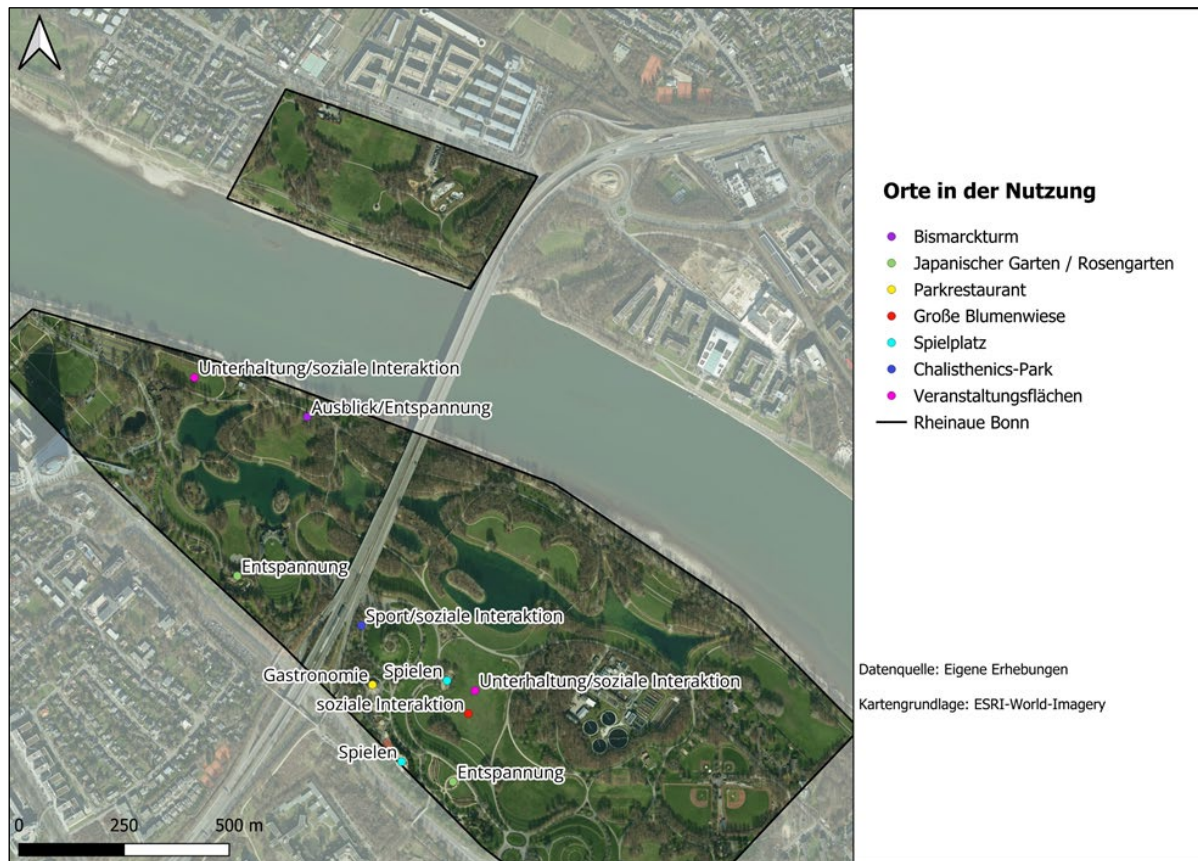 Unterhaltung/soziale Interaktion
Ausblick/Entspannung
Entspannung
Sport/soziale Interaktion
Gastronomie
Spielen
Unterhaltung/soziale Interaktion
soziale Interaktion
Spielen
Entspannung
0 250 500 m
Orte in der Nutzung
Bismarckturm
Japanischer Garten / Rosengarten
Parkrestaurant
Große Blumenwiese
Spielplatz
Chalisthenics-Park
Veranstaltungsflächen
Rheinaue Bonn
Datenquelle: Eigene Erhebungen
Kartengrundlage: ESRI-World-Imagery